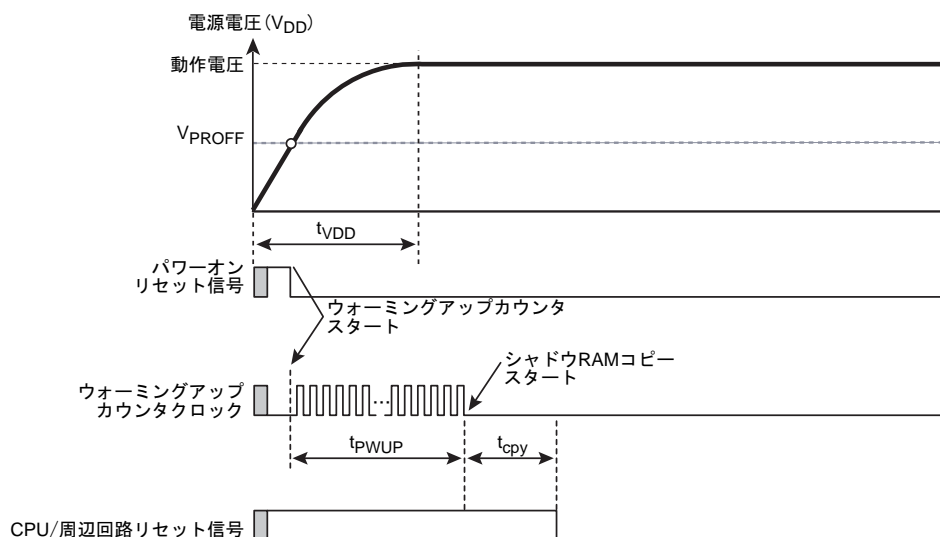 電源電圧(VDD)
動作電圧
VPROFF
tVDD
パワーオン
リセット信号
ウォーミングアップカウンタ
スタート
シャドウRAMコピー
スタート
ウォーミングアップ
カウンタクロック
tPWUP
tcpy
CPU/周辺回路リセット信号